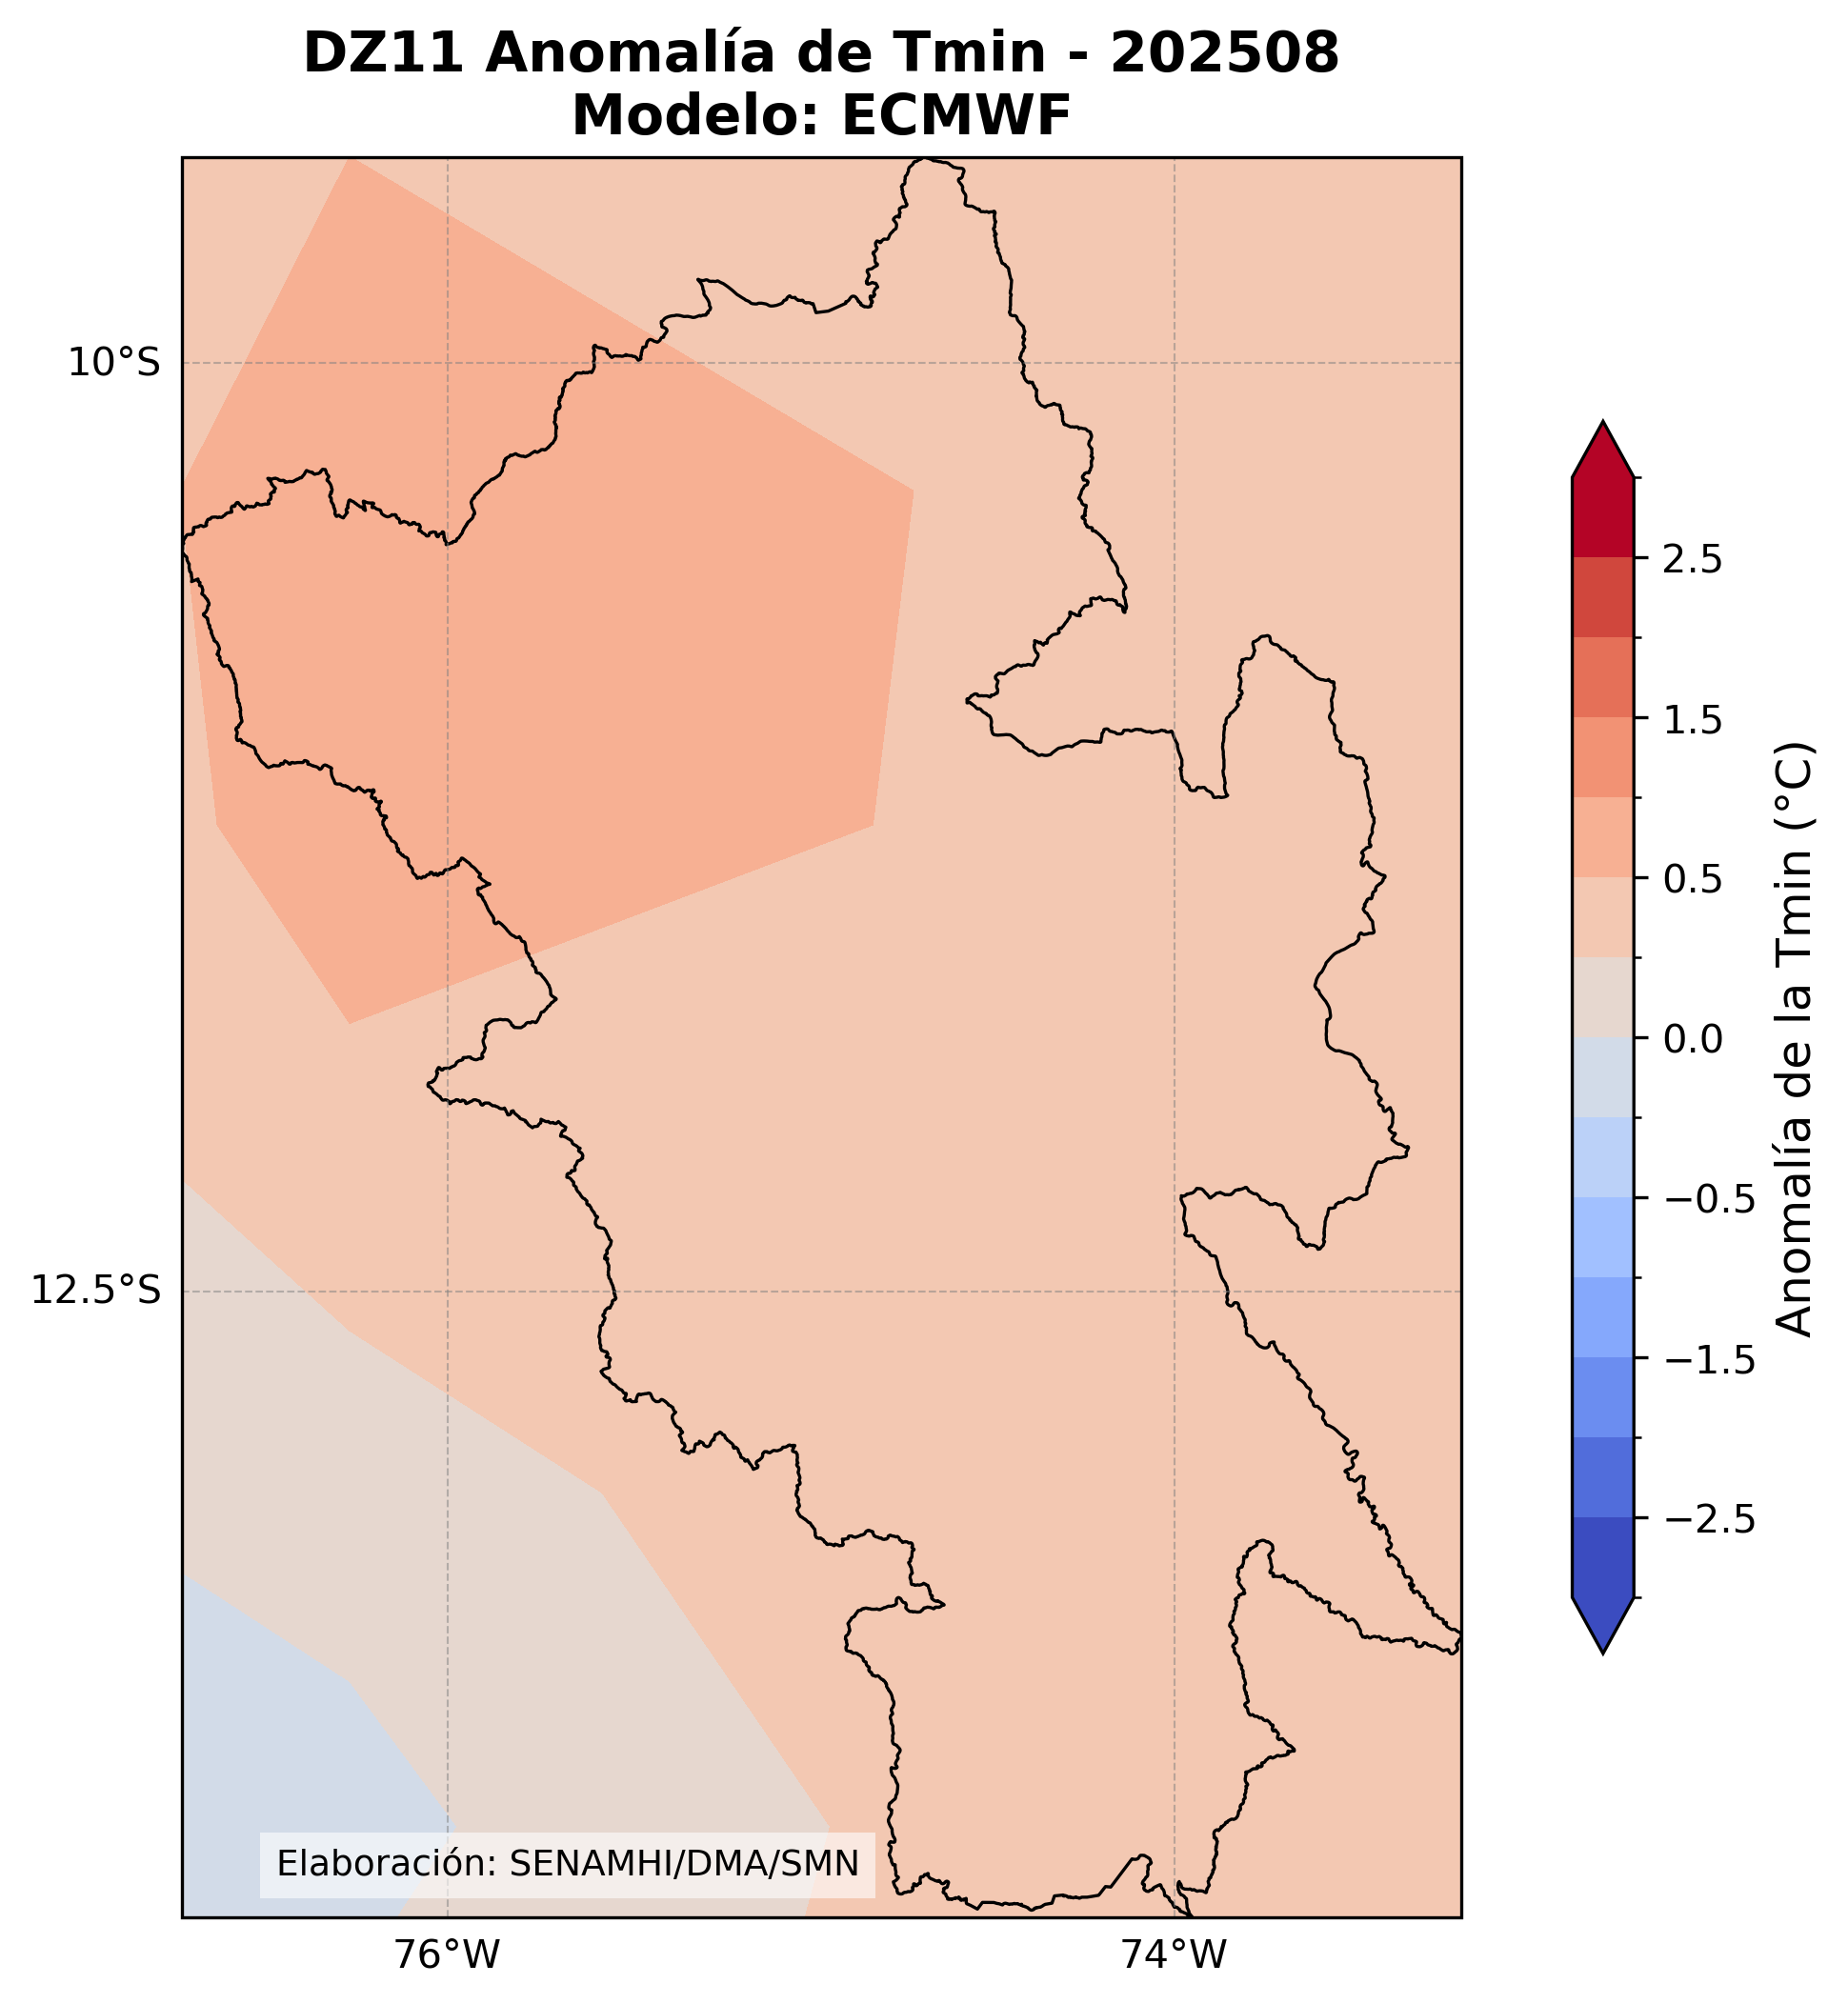 DZ11 Anomalía de Tmin - 202508
Modelo: ECMWF
10°S
12.5°S
76°W
74°W
Elaboración: SENAMHI/DMA/SMN
2.5
1.5
0.5
0.0
−0.5
−1.5
−2.5
Anomalía de la Tmin (°C)